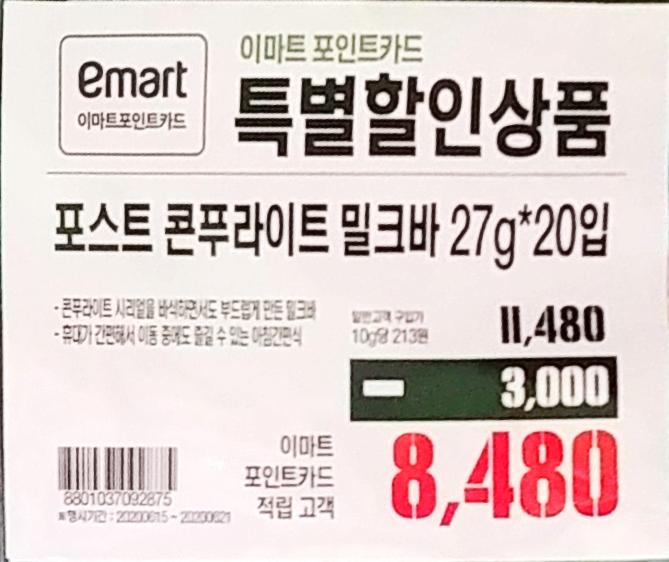 emart
이마트포인트카드
이마트 포인트카드
특별할인상품
포스트 콘푸라이트 밀크바 27g*20입
- 콘푸라이트 시리얼을 바삭하면서도 부드럽게 만든 밀크바
- 휴대가 간편해서 이동 중에도 즐길 수 있는 아침간편식
일반고객 구입가
10g당 213원
11,480
- 3,000
이마트
포인트카드
적립 고객
8,480
8801037092875
행사기간 : 20200615 ~ 20200621